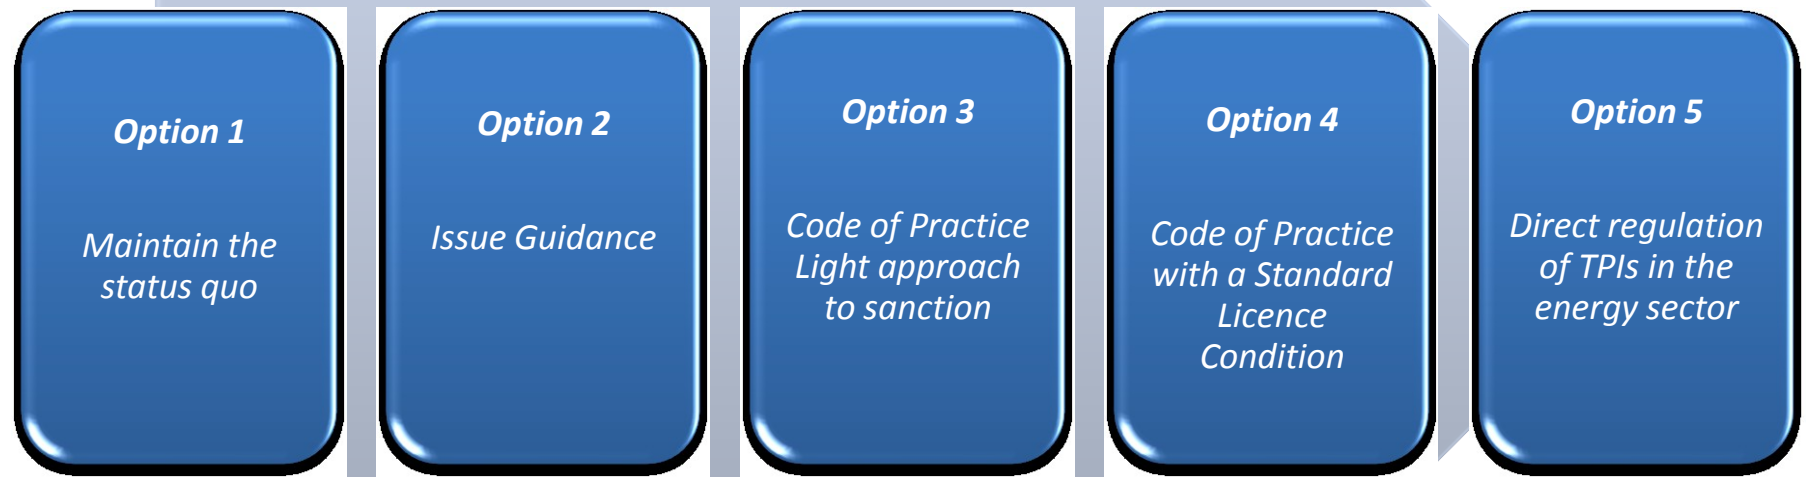 Option 1
Maintain the
status quo
Option 2
Issue Guidance
Option 3
Code of Practice
Light approach
to sanction
Option 4
Code of Practice
with a Standard
Licence
Condition
Option 5
Direct regulation
of TPIs in the
energy sector